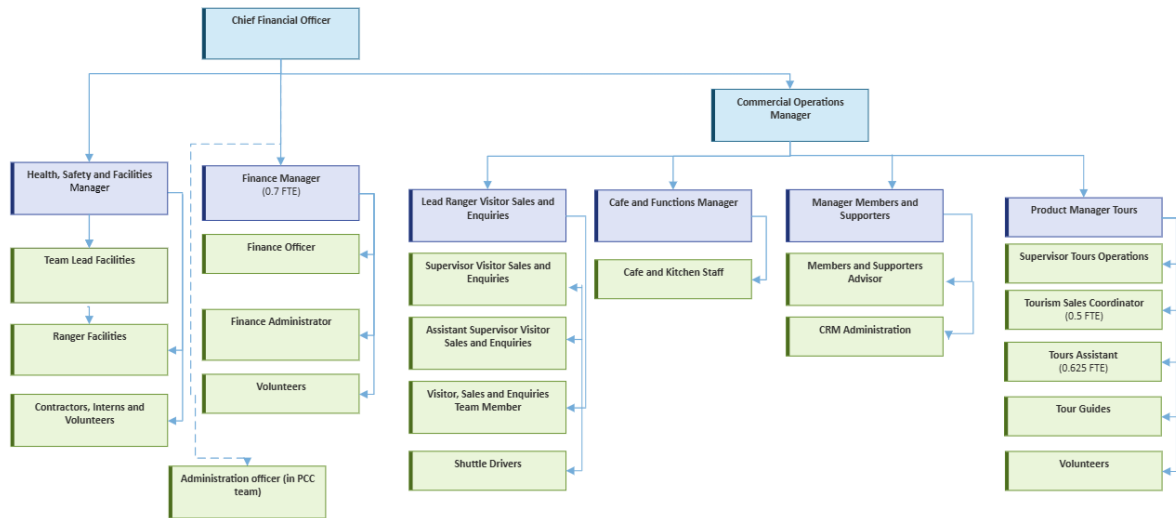 Chief Financial Officer
Commercial Operations
Manager
Health, Safety and Facilities
Manager
Finance Manager
(0.7 FTE)
Lead Ranger Visitor Sales and
Enquiries
Cafe and Functions Manager
Manager Members and
Supporters
Product Manager Tours
Team Lead Facilities
Ranger Facilities
Contractors, Interns and
Volunteers
Finance Officer
Finance Administrator
Volunteers
Administration officer (in PCC
team)
Supervisor Visitor Sales and
Enquiries
Assistant Supervisor Visitor
Sales and Enquiries
Visitor, Sales and Enquiries
Team Member
Shuttle Drivers
Cafe and Kitchen Staff
Members and Supporters
Advisor
CRM Administration
Supervisor Tours Operations
Tourism Sales Coordinator
(0.5 FTE)
Tours Assistant
(0.625 FTE)
Tour Guides
Volunteers